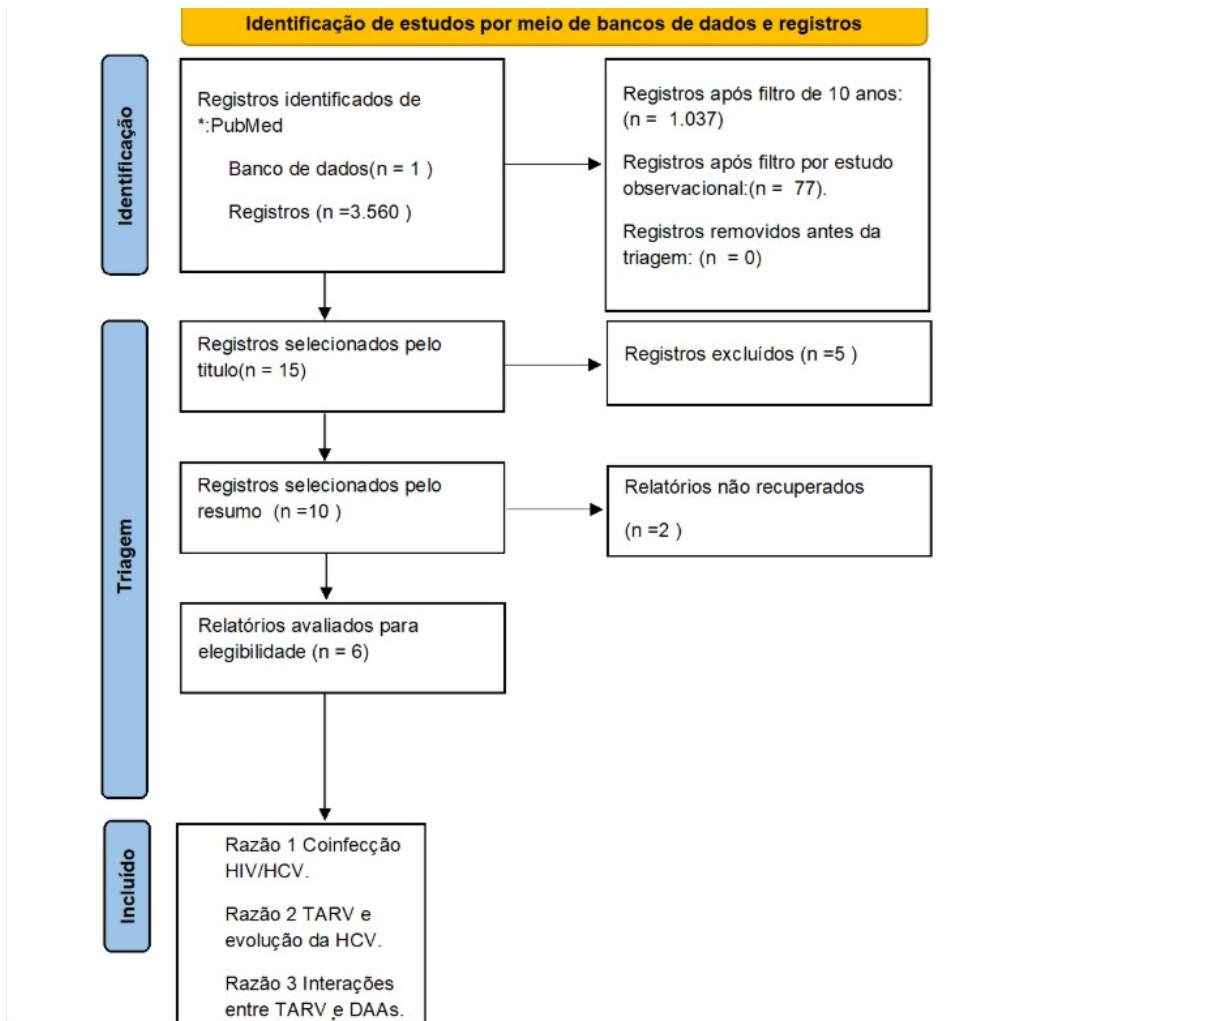 Identificação de estudos por meio de bancos de dados e registros
Identificação
Registros identificados de
*:PubMed
Banco de dados(n = 1 )
Registros (n =3.560 )
Registros após filtro de 10 anos:
(n =  1.037)
Registros após filtro por estudo
observacional:(n =  77).
Registros removidos antes da
triagem: (n  = 0)
Triagem
Registros selecionados pelo
titulo(n = 15)
Registros excluídos (n =5 )
Registros selecionados pelo
resumo  (n =10 )
Relatórios não recuperados
(n =2 )
Relatórios avaliados para
elegibilidade (n = 6)
Incluído
Razão 1 Coinfecção
HIV/HCV.
Razão 2 TARV e
evolução da HCV.
Razão 3 Interações
entre TARV e DAAs.